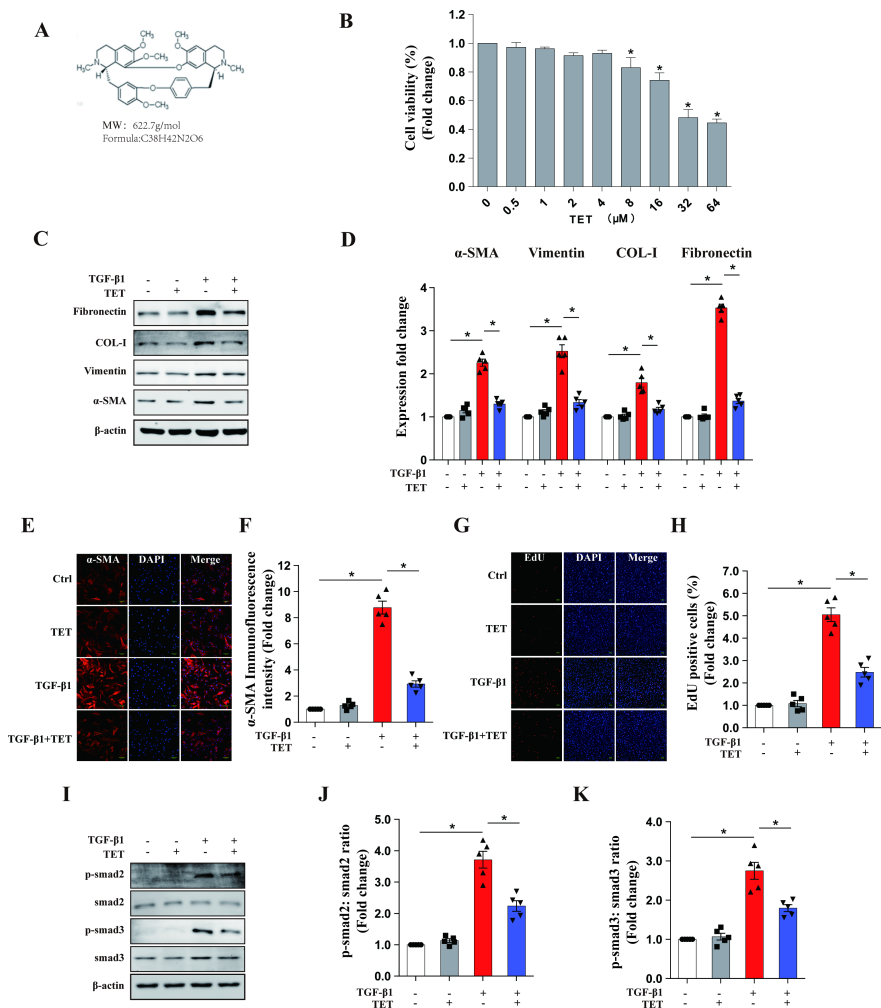 A
CH₃
O
O
CH₃
CH₃
O
O
CH₃
H₃C
N
H
O
H
N
CH₃
O
O
CH₃
MW: 622.7g/mol
Formula:C38H42N2O6
B
Cell viability (%)
(Fold change)
1.2
1.0
0.8
0.6
0.4
0.2
0.0
* * * *
0 0.5 1 2 4 8 16 32 64
TET (μM)
C
TGF-β1 - - + +
TET - + - +
Fibronectin
COL-I
Vimentin
α-SMA
β-actin
D
α-SMA Vimentin COL-I Fibronectin
Expression fold change
4
3
2
1
0
* * * * * * * *
TGF-β1 - - + + - - + + - - + + - - + +
TET - + - + - + - + - + - + - + - +
E
α-SMA DAPI Merge
Ctrl
TET
TGF-β1
TGF-β1+TET
F
α-SMA Immunofluorescence
intensity (Fold change)
12
10
8
6
4
2
0
* *
TGF-β1 - - + +
TET - + - +
G
EdU DAPI Merge
Ctrl
TET
TGF-β1
TGF-β1+TET
H
EdU positive cells (%)
(Fold change)
7.0
6.0
5.0
4.0
3.0
2.0
1.0
0.0
* *
TGF-β1 - - + +
TET - + - +
I
TGF-β1 - - + +
TET - + - +
p-smad2
smad2
p-smad3
smad3
β-actin
J
p-smad2: smad2 ratio
(Fold change)
5.0
4.0
3.0
2.0
1.0
0.0
* *
TGF-β1 - - + +
TET - + - +
K
p-smad3: smad3 ratio
(Fold change)
4.0
3.0
2.0
1.0
0.0
* *
TGF-β1 - - + +
TET - + - +